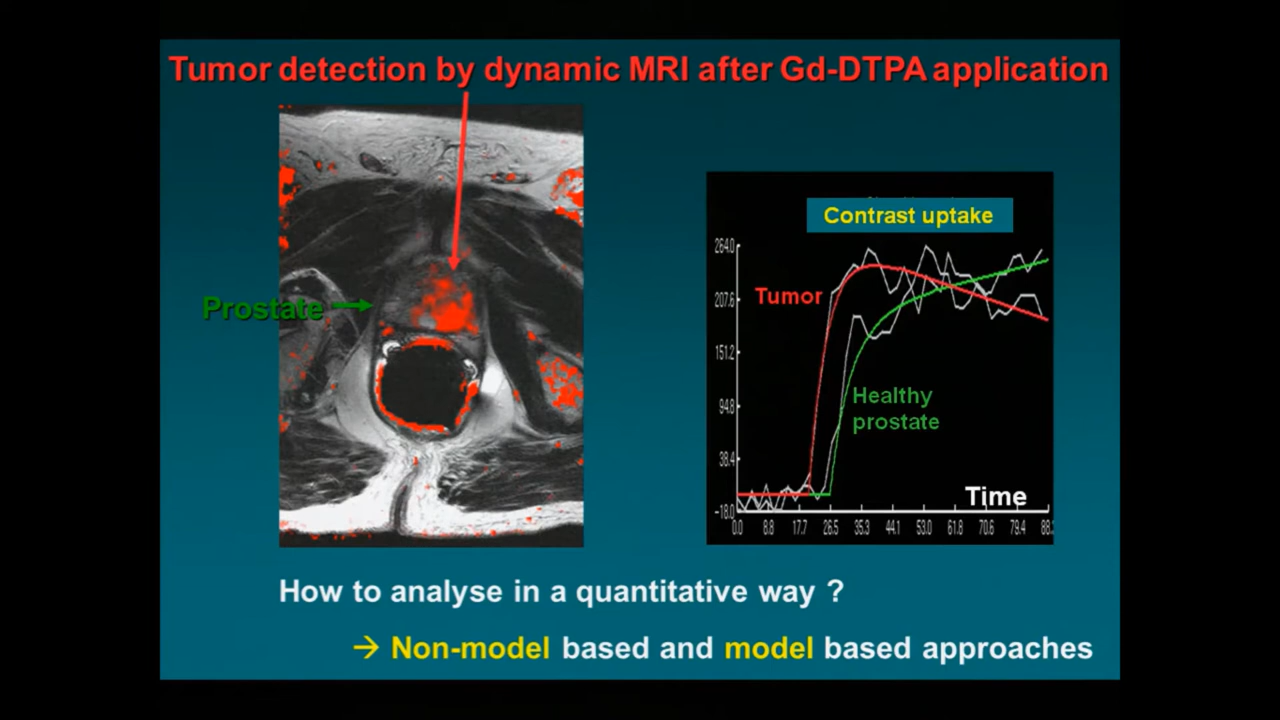 Tumor detection by dynamic MRI after Gd-DTPA application
Prostate
Contrast uptake
264.0
207.6
151.2
94.8
38.4
-18.0
Tumor
Healthy
prostate
Time
0.0 8.8 17.7 26.5 35.3 44.1 53.0 61.8 70.6 79.4 88.
How to analyse in a quantitative way ?
→ Non-model based and model based approaches